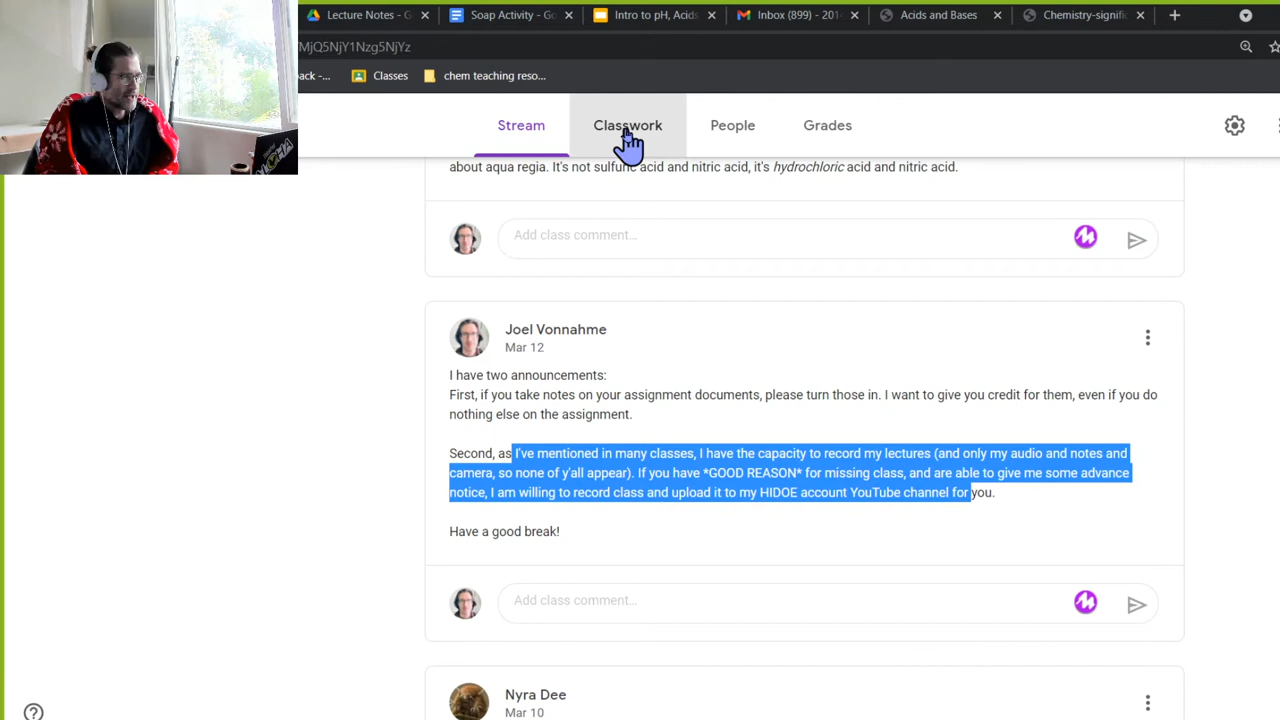 Lecture Notes - G
Soap Activity - Go
Intro to pH, Acids
Inbox (899) - 201
Acids and Bases
Chemistry-signific
MjQ5NjY1Nzg5NjYz
back -...
Classes
chem teaching reso...
Stream
Classwork
People
Grades
about aqua regia. It's not sulfuric acid and nitric acid, it's hydrochloric acid and nitric acid.
Add class comment...
Joel Vonnahme
Mar 12
I have two announcements:
First, if you take notes on your assignment documents, please turn those in. I want to give you credit for them, even if you do
nothing else on the assignment.
Second, as I've mentioned in many classes, I have the capacity to record my lectures (and only my audio and notes and
camera, so none of y'all appear). If you have *GOOD REASON* for missing class, and are able to give me some advance
notice, I am willing to record class and upload it to my HIDOE account YouTube channel for you.
Have a good break!
Add class comment...
Nyra Dee
Mar 10